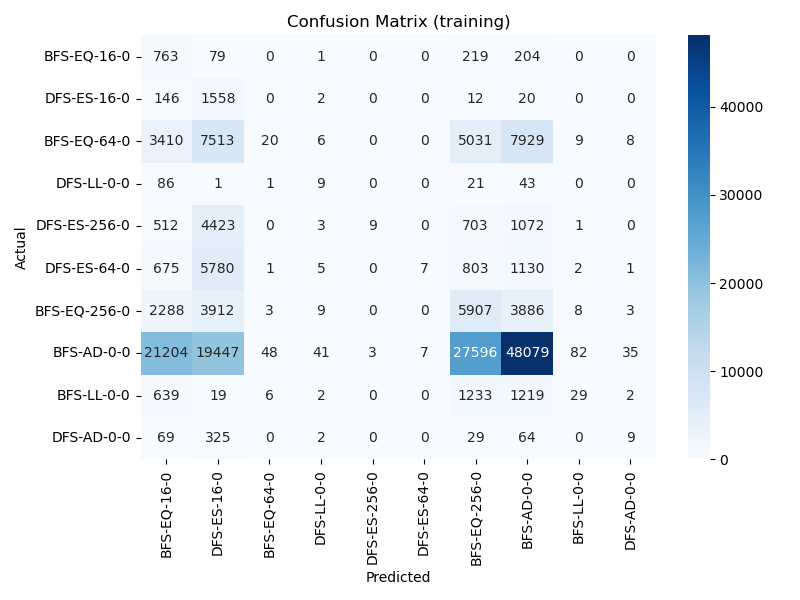 Confusion Matrix (training)
BFS-EQ-16-0 763 79 0 1 0 0 219 204 0 0
DFS-ES-16-0 146 1558 0 2 0 0 12 20 0 0
BFS-EQ-64-0 3410 7513 20 6 0 0 5031 7929 9 8
DFS-LL-0-0 86 1 1 9 0 0 21 43 0 0
DFS-ES-256-0 512 4423 0 3 9 0 703 1072 1 0
DFS-ES-64-0 675 5780 1 5 0 7 803 1130 2 1
BFS-EQ-256-0 2288 3912 3 9 0 0 5907 3886 8 3
BFS-AD-0-0 21204 19447 48 41 3 7 27596 48079 82 35
BFS-LL-0-0 639 19 6 2 0 0 1233 1219 29 2
DFS-AD-0-0 69 325 0 2 0 0 29 64 0 9
Actual
BFS-EQ-16-0
DFS-ES-16-0
BFS-EQ-64-0
DFS-LL-0-0
DFS-ES-256-0
DFS-ES-64-0
BFS-EQ-256-0
BFS-AD-0-0
BFS-LL-0-0
DFS-AD-0-0
Predicted
40000
30000
20000
10000
0